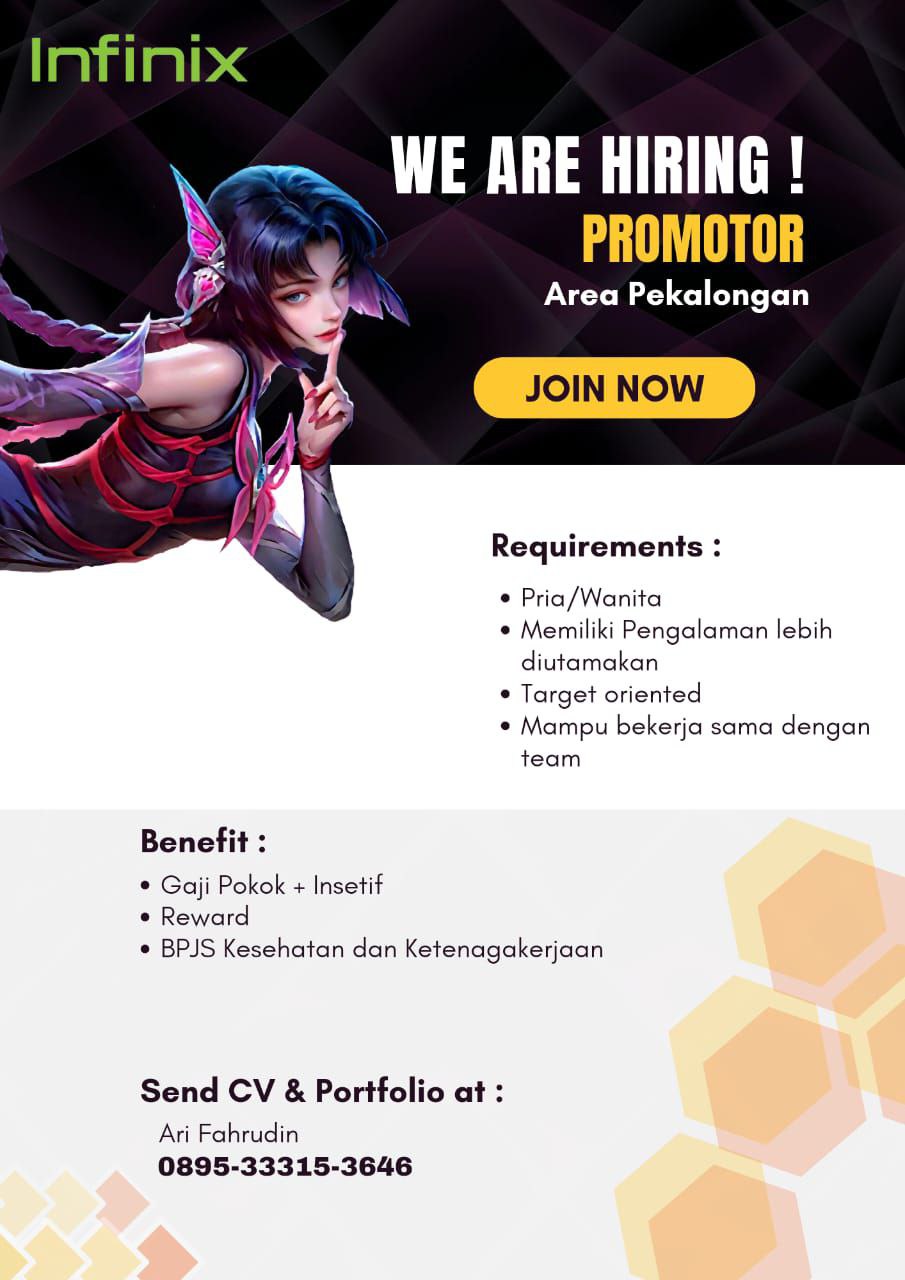 Infinix
WE ARE HIRING !
PROMOTOR
Area Pekalongan
JOIN NOW
Requirements :
• Pria/Wanita
• Memiliki Pengalaman lebih
diutamakan
• Target oriented
• Mampu bekerja sama dengan
team
Benefit :
• Gaji Pokok + Insetif
• Reward
• BPJS Kesehatan dan Ketenagakerjaan
Send CV & Portfolio at :
Ari Fahrudin
0895-33315-3646